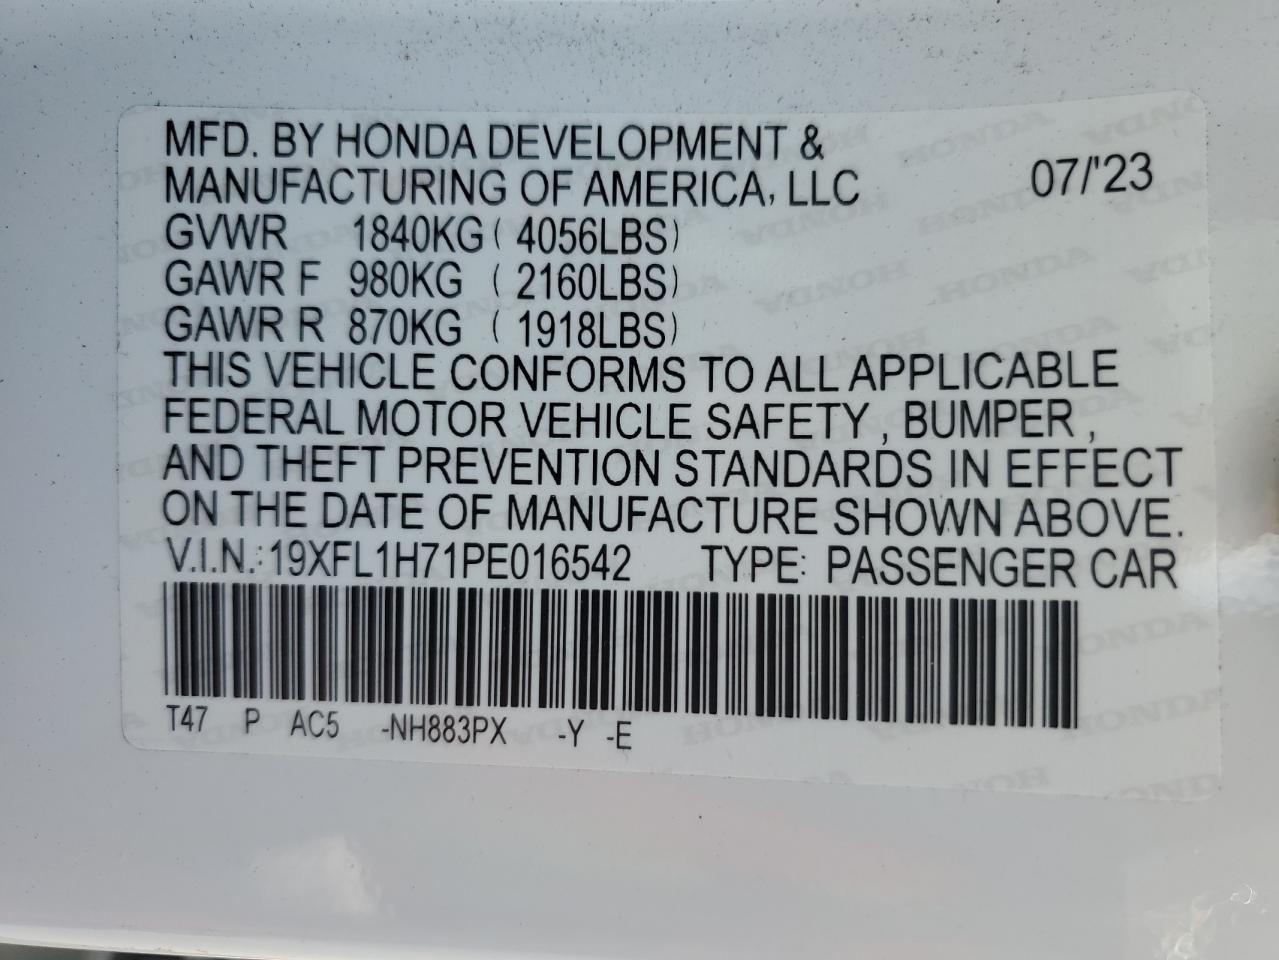 MFD. BY HONDA DEVELOPMENT &
MANUFACTURING OF AMERICA, LLC 07/'23
GVWR 1840KG ( 4056LBS)
GAWR F 980KG ( 2160LBS)
GAWR R 870KG ( 1918LBS)
THIS VEHICLE CONFORMS TO ALL APPLICABLE
FEDERAL MOTOR VEHICLE SAFETY , BUMPER ,
AND THEFT PREVENTION STANDARDS IN EFFECT
ON THE DATE OF MANUFACTURE SHOWN ABOVE.
V.I.N.: 19XFL1H71PE016542 TYPE: PASSENGER CAR
T47 P AC5 -NH883PX -Y -E